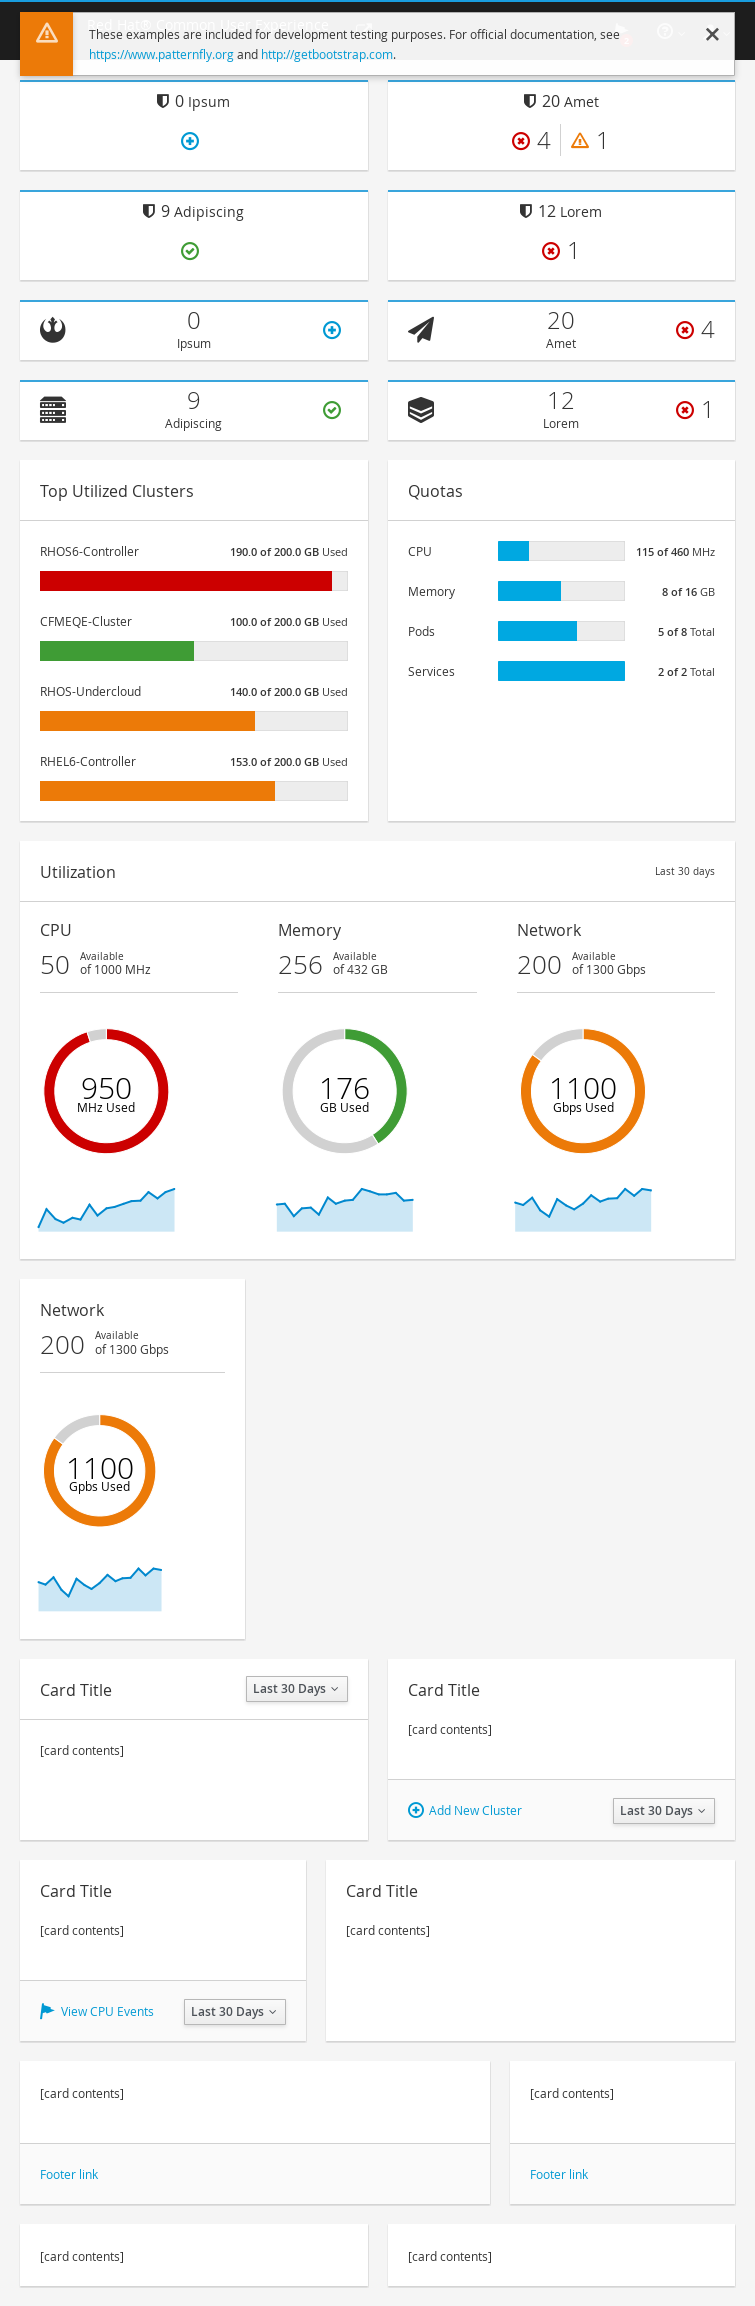 Red Hat® Common User Experience
These examples are included for development testing purposes. For official documentation, see
https://www.patternfly.org and http://getbootstrap.com.
0 Ipsum
20 Amet
4 1
9 Adipiscing
12 Lorem
1
0
Ipsum
20
Amet
4
9
Adipiscing
12
Lorem
1
Top Utilized Clusters
RHOS6-Controller 190.0 of 200.0 GB Used
CFMEQE-Cluster 100.0 of 200.0 GB Used
RHOS-Undercloud 140.0 of 200.0 GB Used
RHEL6-Controller 153.0 of 200.0 GB Used
Quotas
CPU 115 of 460 MHz
Memory 8 of 16 GB
Pods 5 of 8 Total
Services 2 of 2 Total
Utilization Last 30 days
CPU
50 Available
of 1000 MHz
950
MHz Used
Memory
256 Available
of 432 GB
176
GB Used
Network
200 Available
of 1300 Gbps
1100
Gbps Used
Network
200 Available
of 1300 Gbps
1100
Gpbs Used
Card Title Last 30 Days
[card contents]
Card Title
[card contents]
Add New Cluster Last 30 Days
Card Title
[card contents]
View CPU Events Last 30 Days
Card Title
[card contents]
[card contents]
Footer link
[card contents]
Footer link
[card contents]
[card contents]